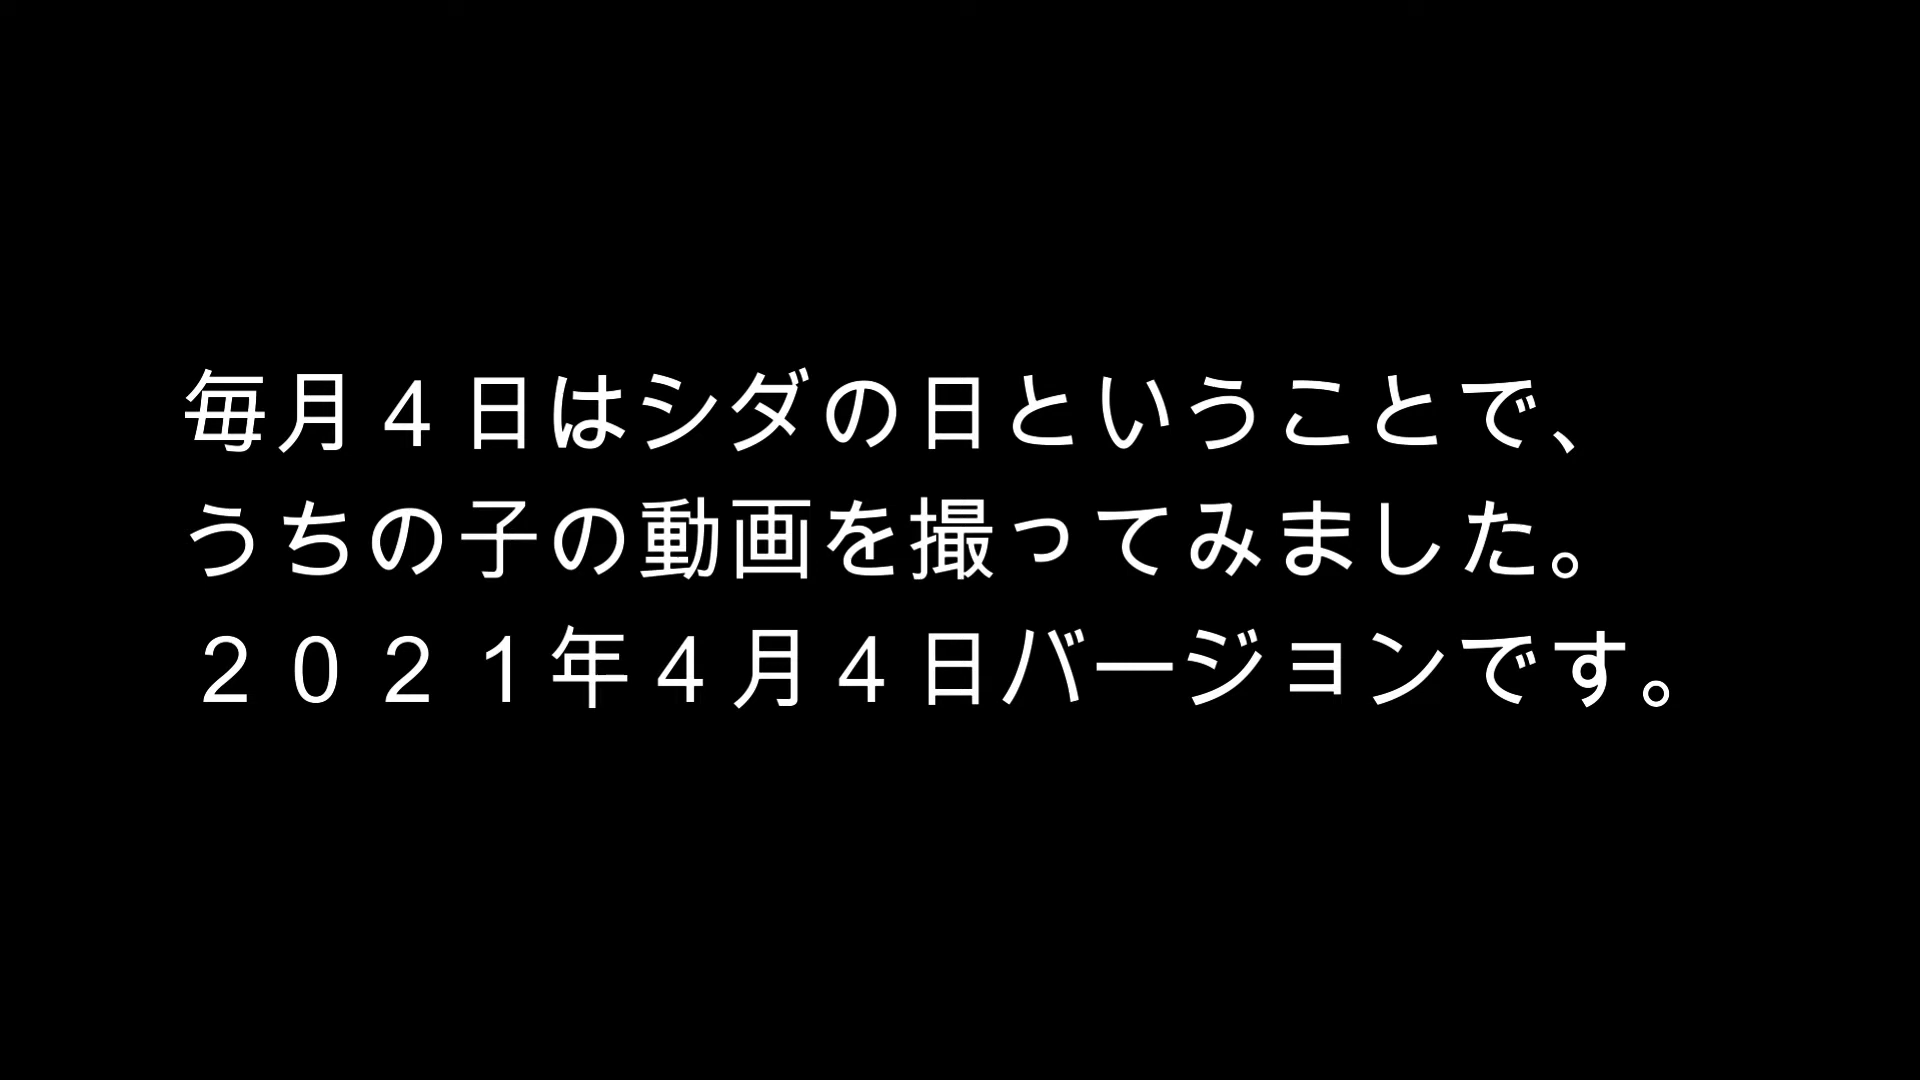 毎月４日はシダの日ということで、
うちの子の動画を撮ってみました。
２０２１年４月４日バージョンです。